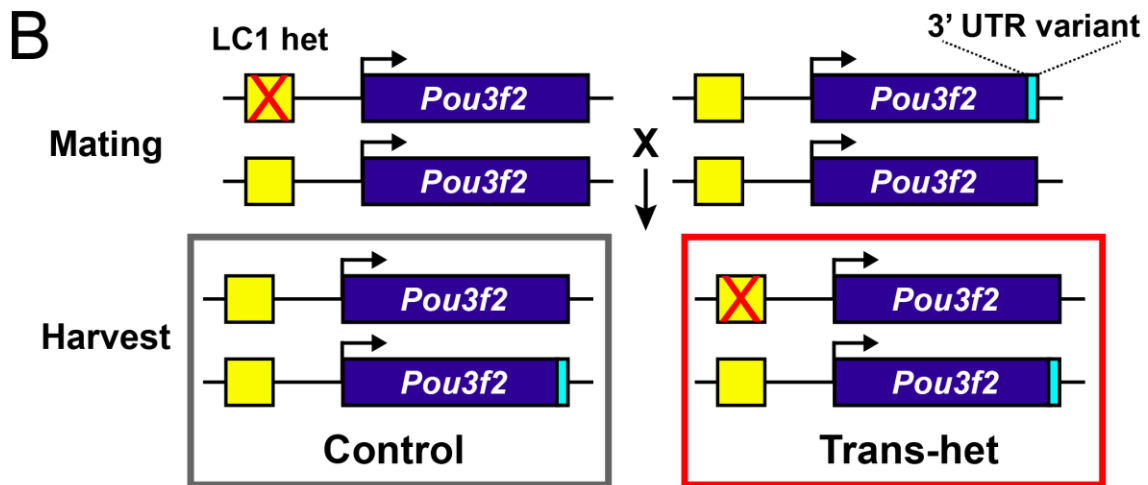 B
LC1 het
3' UTR variant
Pou3f2
Pou3f2
Mating
X
Pou3f2
Pou3f2
Harvest
Pou3f2
Pou3f2
Pou3f2
Pou3f2
Control
Trans-het